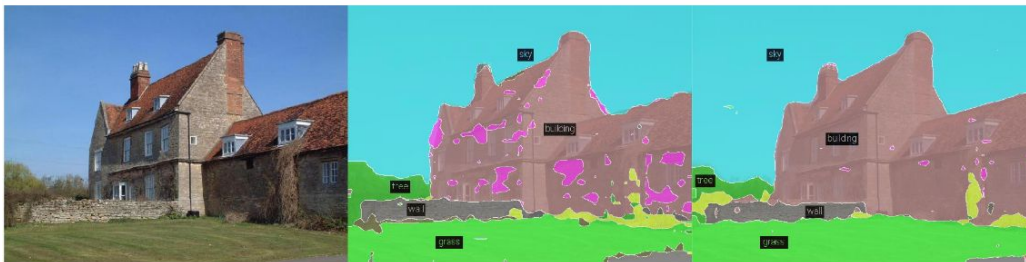 sky
building
tree
wall
grass
sky
building
tree
wall
grass